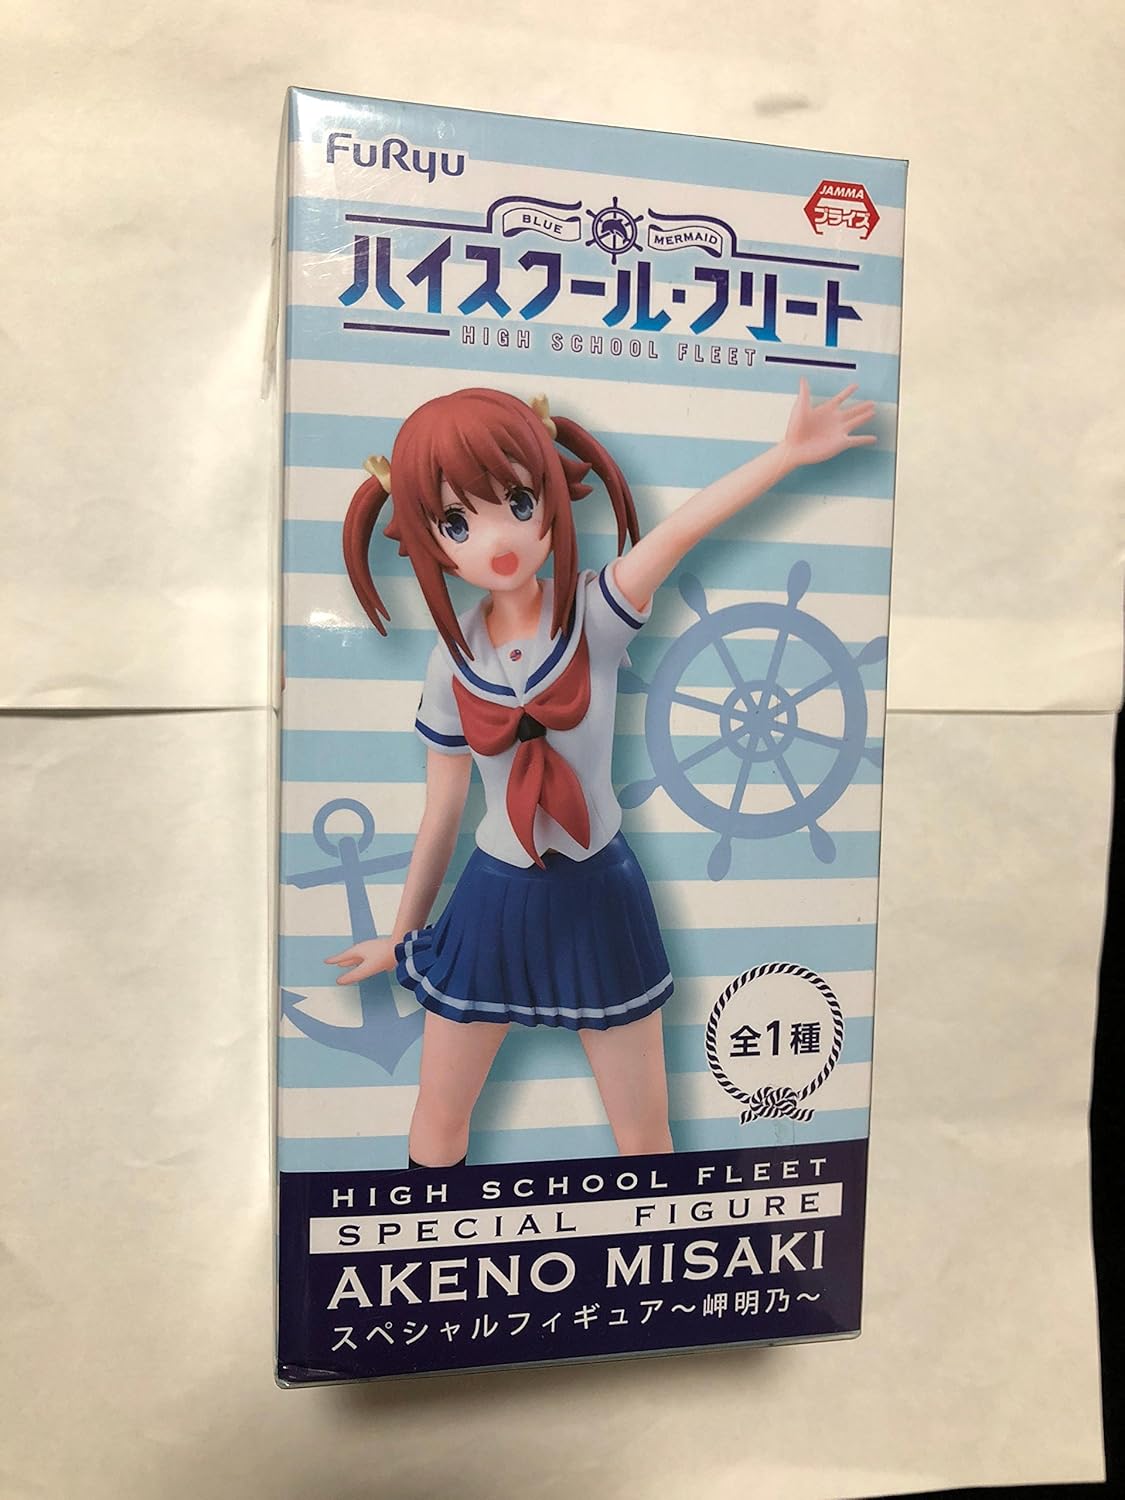 FuRyu
JAMMA
プライズ
BLUE MERMAID
ハイスクール・フリート
HIGH SCHOOL FLEET
全1種
HIGH SCHOOL FLEET
SPECIAL FIGURE
AKENO MISAKI
スペシャルフィギュア～岬明乃～